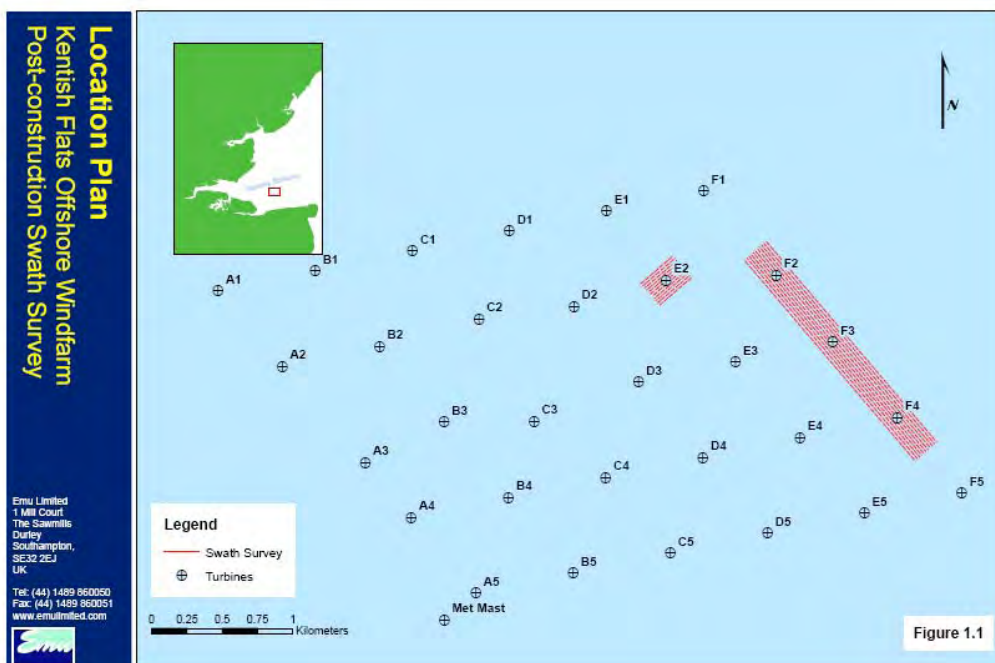 Location Plan
Kentish Flats Offshore Windfarm
Post-construction Swath Survey
Emu Limited
1 Mill Court
The Sawmills
Durley
Southampton,
SE32 2EJ
UK
Tel: (44) 1489 860050
Fax: (44) 1489 860051
www.emulimited.com
Emu
N
F1
E1
D1
C1
B1
A1
F2
E2
D2
C2
B2
A2
F3
E3
D3
C3
B3
A3
F4
E4
D4
C4
B4
A4
F5
E5
D5
C5
B5
A5
Met Mast
Legend
Swath Survey
Turbines
0 0.25 0.5 1
Kilometers
Figure 1.1